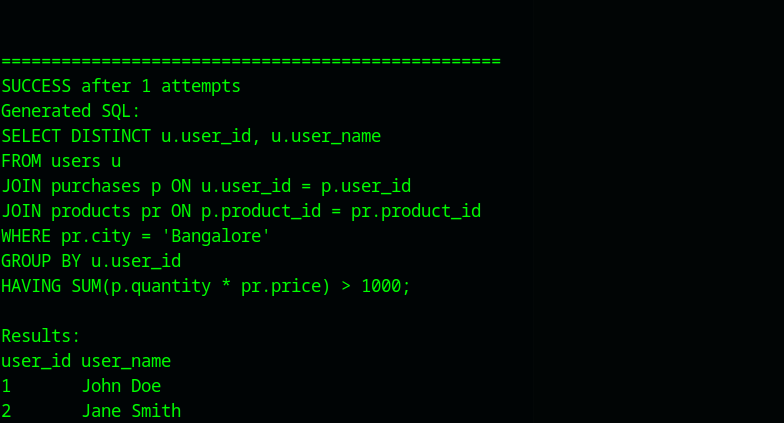 ==================================================
SUCCESS after 1 attempts
Generated SQL:
SELECT DISTINCT u.user_id, u.user_name
FROM users u
JOIN purchases p ON u.user_id = p.user_id
JOIN products pr ON p.product_id = pr.product_id
WHERE pr.city = 'Bangalore'
GROUP BY u.user_id
HAVING SUM(p.quantity * pr.price) > 1000;

Results:
user_id user_name
1       John Doe
2       Jane Smith